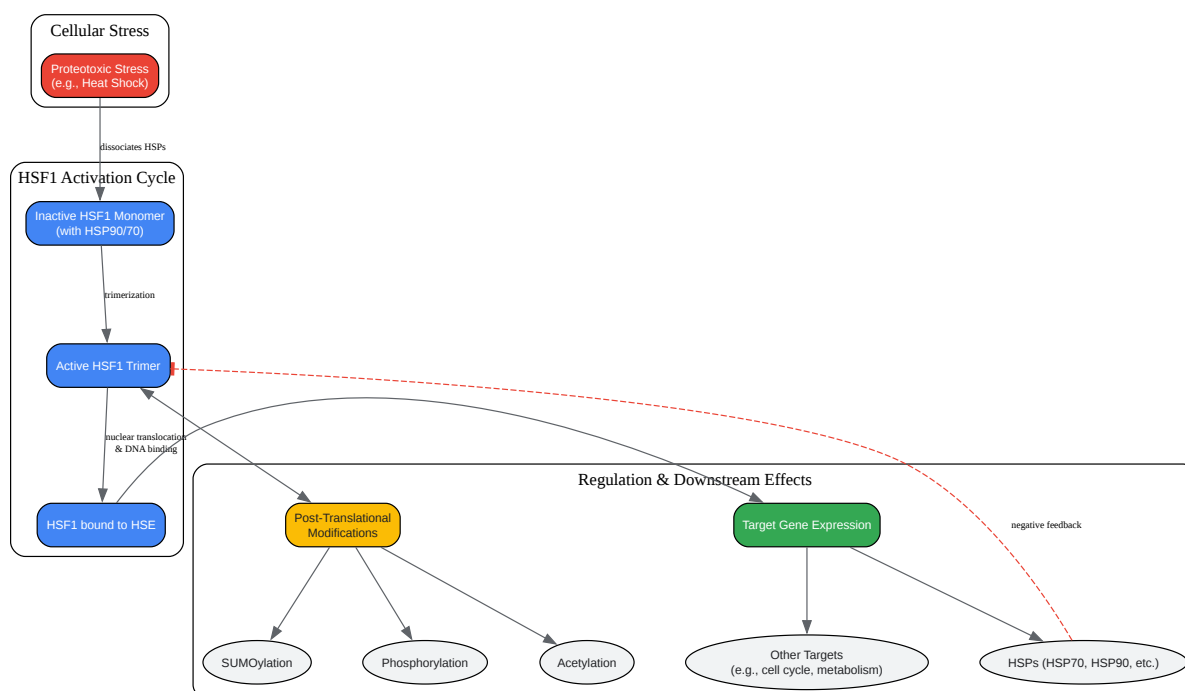 Cellular Stress
Proteotoxic Stress
(e.g., Heat Shock)
dissociates HSPs
HSF1 Activation Cycle
Inactive HSF1 Monomer
(with HSP90/70)
trimerization
Active HSF1 Trimer
nuclear translocation
& DNA binding
HSF1 bound to HSE
Regulation & Downstream Effects
Post-Translational
Modifications
Target Gene Expression
negative feedback
SUMOylation
Phosphorylation
Acetylation
Other Targets
(e.g., cell cycle, metabolism)
HSPs (HSP70, HSP90, etc.)